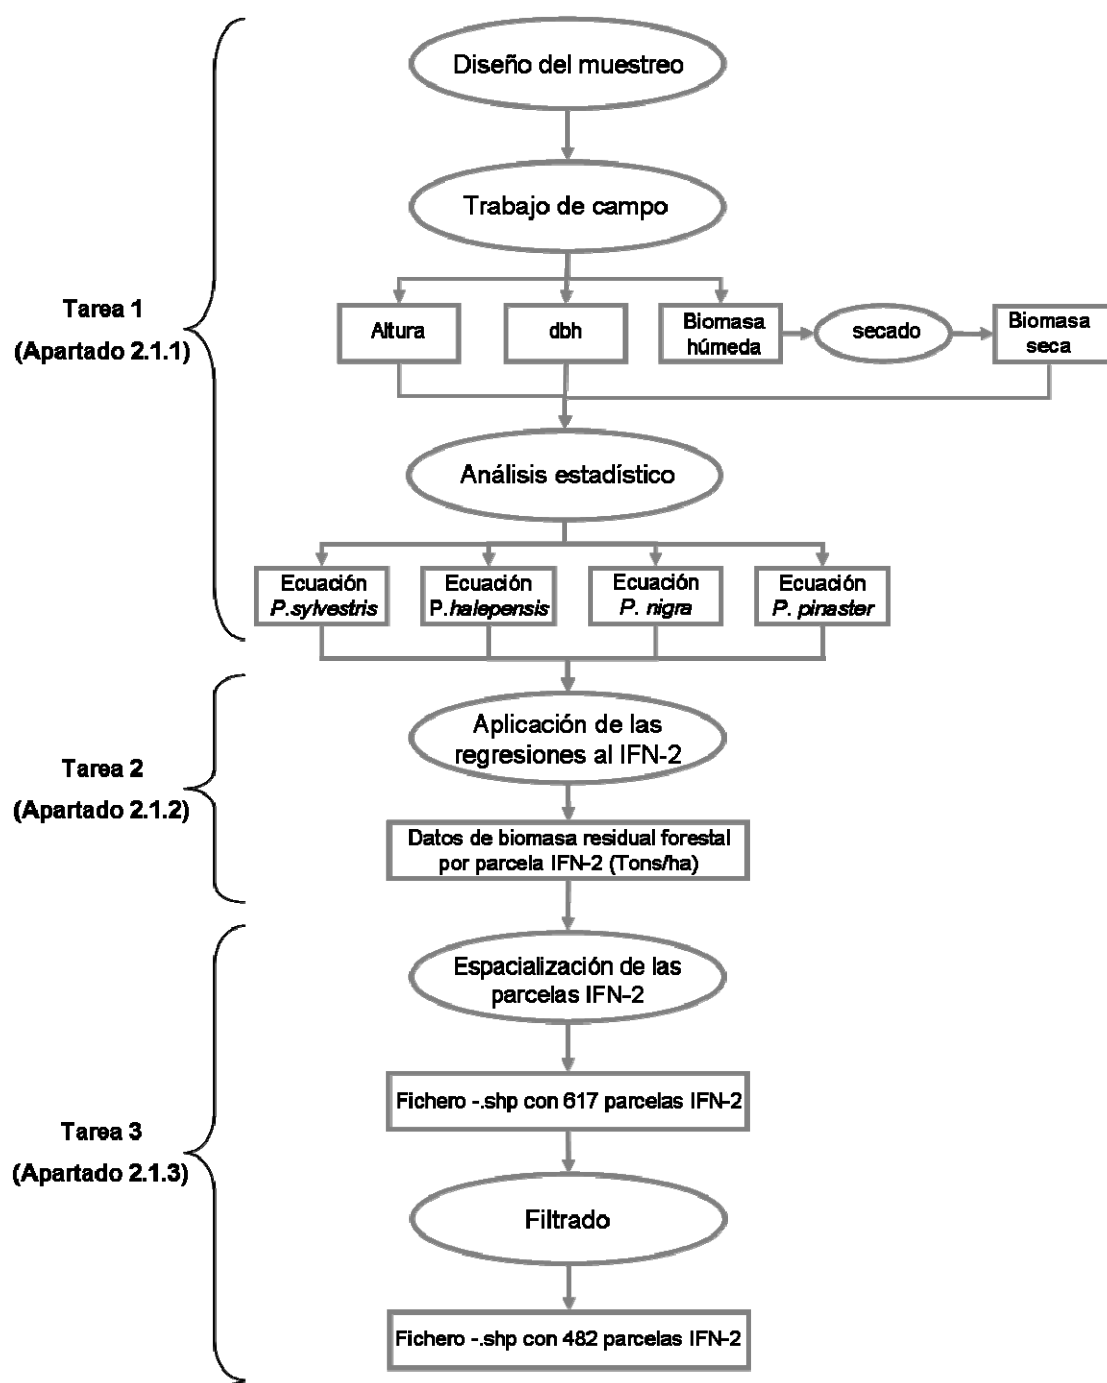 Diseño del muestreo
Trabajo de campo
Tarea 1
(Apartado 2.1.1)
Altura
dbh
Biomasa
húmeda
secado
Biomasa
seca
Análisis estadístico
Ecuación
P.sylvestris
Ecuación
P.halepensis
Ecuación
P. nigra
Ecuación
P. pinaster
Tarea 2
(Apartado 2.1.2)
Aplicación de las
regresiones al IFN-2
Datos de biomasa residual forestal
por parcela IFN-2 (Tons/ha)
Tarea 3
(Apartado 2.1.3)
Espacialización de las
parcelas IFN-2
Fichero -.shp con 617 parcelas IFN-2
Filtrado
Fichero -.shp con 482 parcelas IFN-2